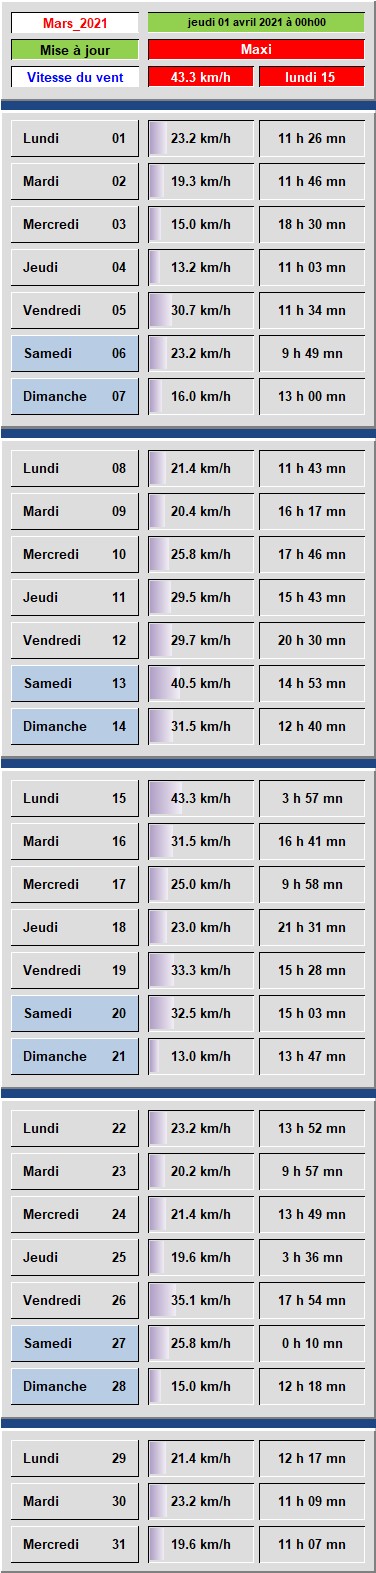 Mars_2021 jeudi 01 avril 2021 à 00h00
Mise à jour Maxi
Vitesse du vent 43.3 km/h lundi 15
Lundi 01 23.2 km/h 11 h 26 mn
Mardi 02 19.3 km/h 11 h 46 mn
Mercredi 03 15.0 km/h 18 h 30 mn
Jeudi 04 13.2 km/h 11 h 03 mn
Vendredi 05 30.7 km/h 11 h 34 mn
Samedi 06 23.2 km/h 9 h 49 mn
Dimanche 07 16.0 km/h 13 h 00 mn
Lundi 08 21.4 km/h 11 h 43 mn
Mardi 09 20.4 km/h 16 h 17 mn
Mercredi 10 25.8 km/h 17 h 46 mn
Jeudi 11 29.5 km/h 15 h 43 mn
Vendredi 12 29.7 km/h 20 h 30 mn
Samedi 13 40.5 km/h 14 h 53 mn
Dimanche 14 31.5 km/h 12 h 40 mn
Lundi 15 43.3 km/h 3 h 57 mn
Mardi 16 31.5 km/h 16 h 41 mn
Mercredi 17 25.0 km/h 9 h 58 mn
Jeudi 18 23.0 km/h 21 h 31 mn
Vendredi 19 33.3 km/h 15 h 28 mn
Samedi 20 32.5 km/h 15 h 03 mn
Dimanche 21 13.0 km/h 13 h 47 mn
Lundi 22 23.2 km/h 13 h 52 mn
Mardi 23 20.2 km/h 9 h 57 mn
Mercredi 24 21.4 km/h 13 h 49 mn
Jeudi 25 19.6 km/h 3 h 36 mn
Vendredi 26 35.1 km/h 17 h 54 mn
Samedi 27 25.8 km/h 0 h 10 mn
Dimanche 28 15.0 km/h 12 h 18 mn
Lundi 29 21.4 km/h 12 h 17 mn
Mardi 30 23.2 km/h 11 h 09 mn
Mercredi 31 19.6 km/h 11 h 07 mn